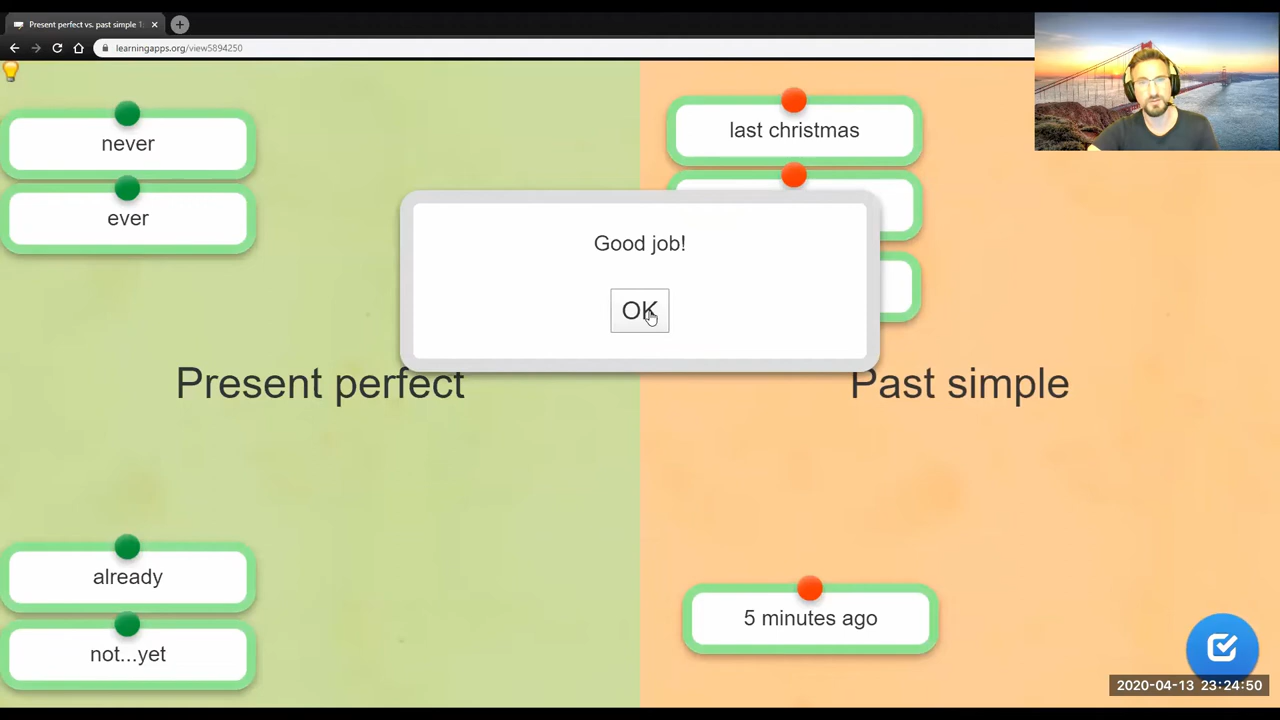 Present perfect vs. past simple
learningapps.org/view5894250
never
ever
last christmas
Good job!
OK
Present perfect
Past simple
already
not...yet
5 minutes ago
2020-04-13 23:24:50